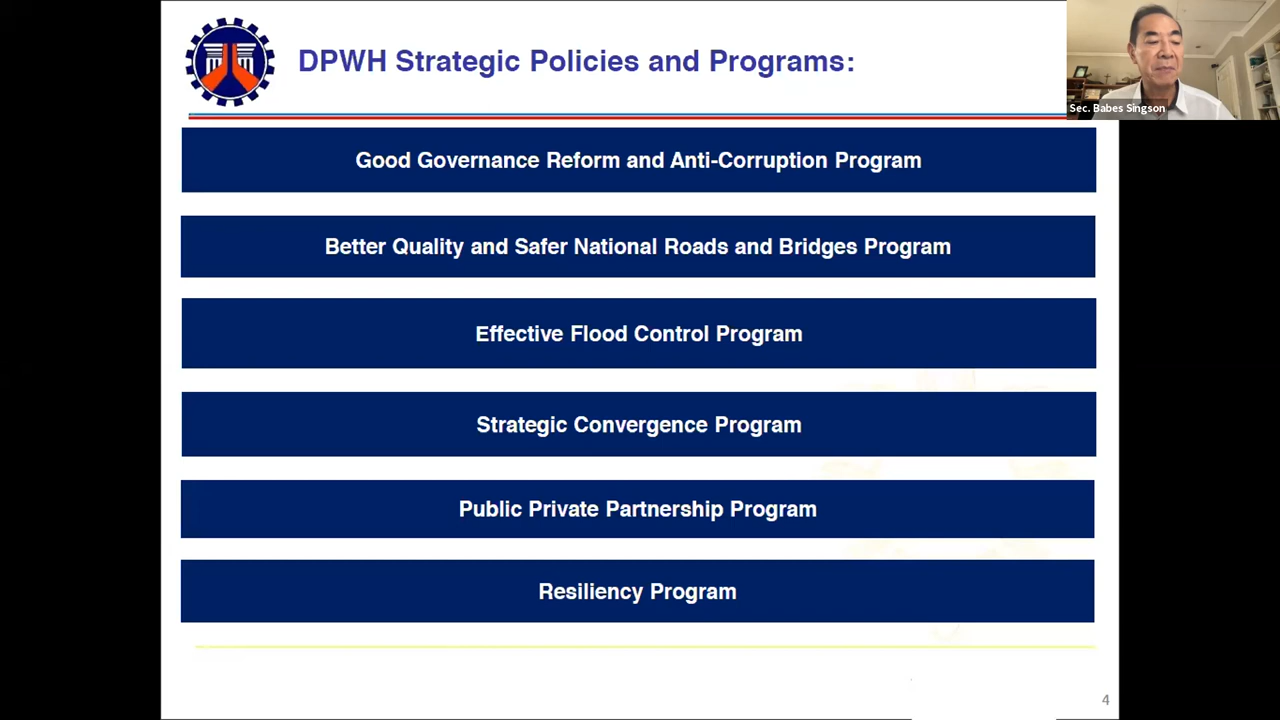 DPWH Strategic Policies and Programs:
Sec. Babes Singson
Good Governance Reform and Anti-Corruption Program
Better Quality and Safer National Roads and Bridges Program
Effective Flood Control Program
Strategic Convergence Program
Public Private Partnership Program
Resiliency Program
4